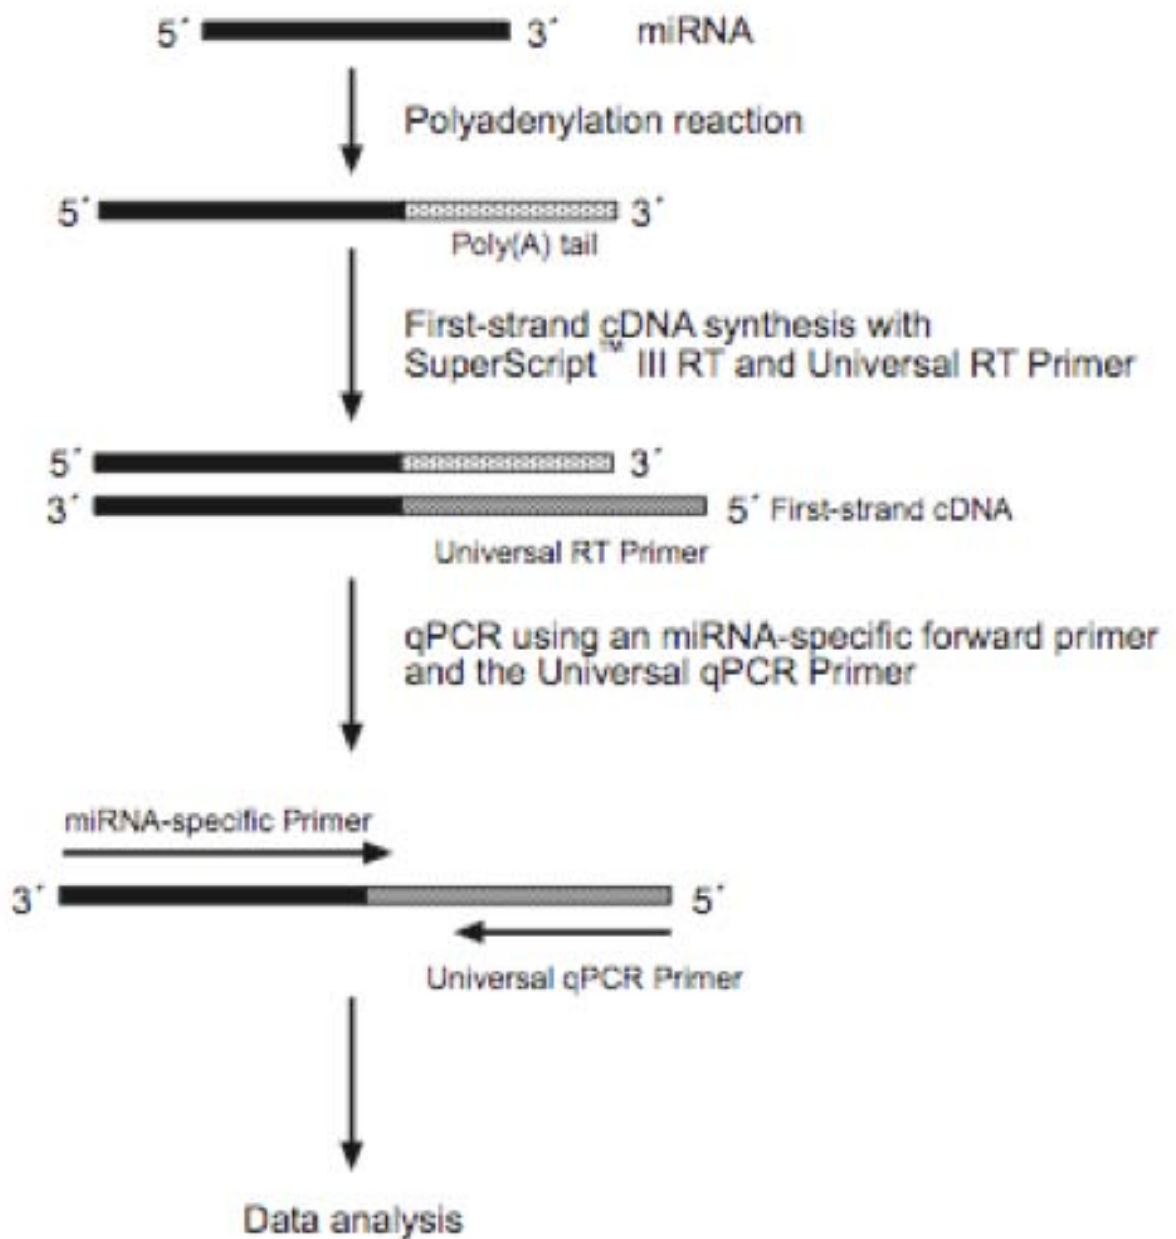 5´ 3´ miRNA
Polyadenylation reaction
5´ 3´
Poly(A) tail
First-strand cDNA synthesis with
SuperScript™ III RT and Universal RT Primer
5´ 3´
3´ 5´ First-strand cDNA
Universal RT Primer
qPCR using an miRNA-specific forward primer
and the Universal qPCR Primer
miRNA-specific Primer
3´ 5´
Universal qPCR Primer
Data analysis